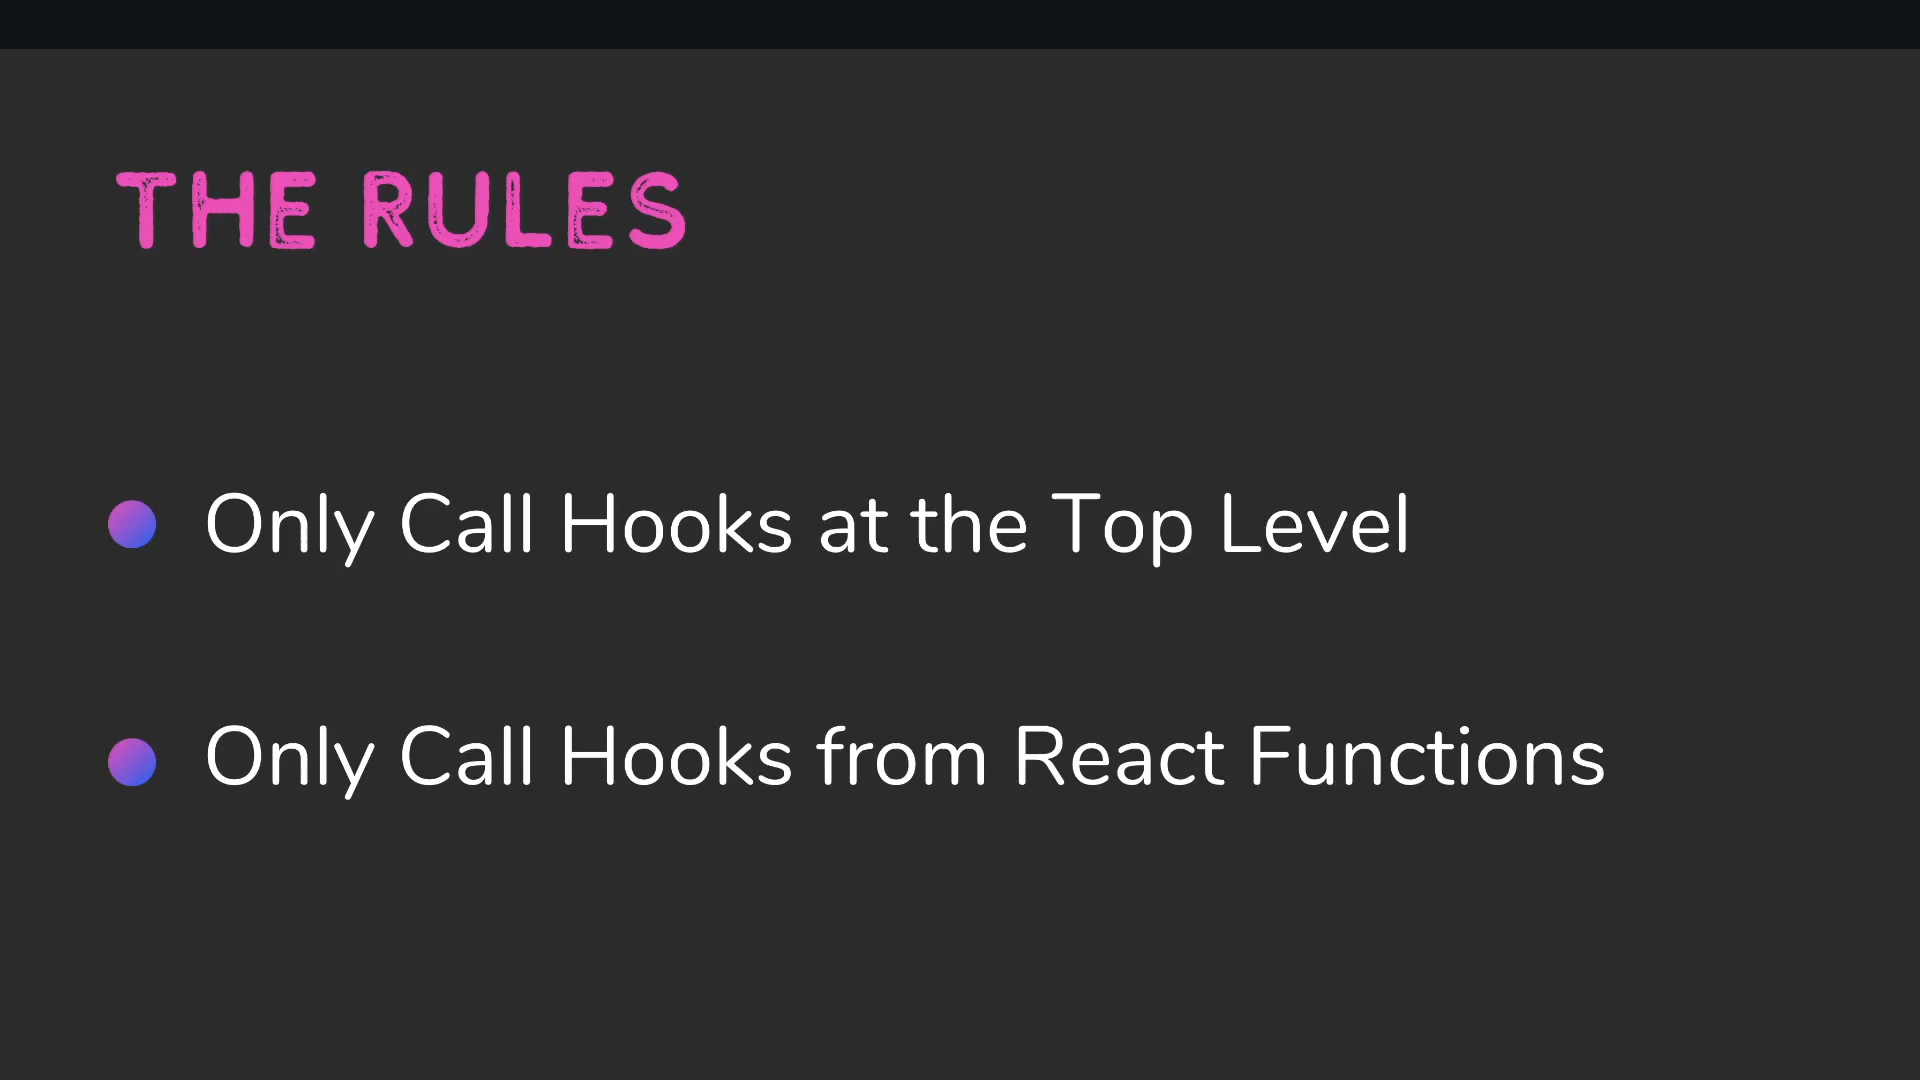 THE RULES
Only Call Hooks at the Top Level
Only Call Hooks from React Functions